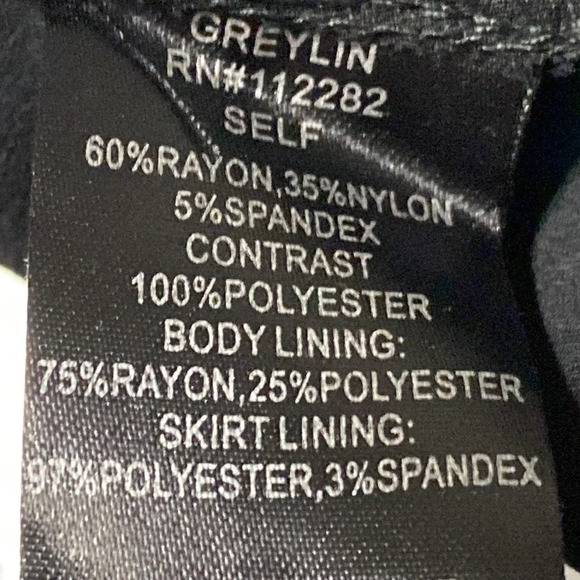 GREYLIN
RN#112282
SELF
60%RAYON,35%NYLON
5%SPANDEX
CONTRAST
100%POLYESTER
BODY LINING:
75%RAYON,25%POLYESTER
SKIRT LINING:
97%POLYESTER,3%SPANDEX